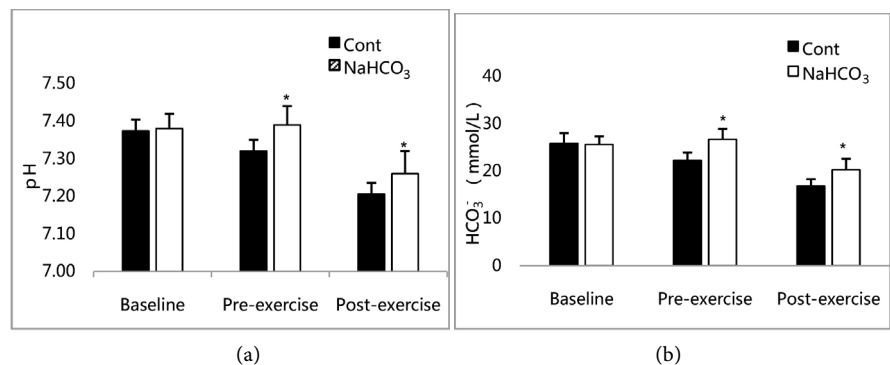 Cont
NaHCO₃
7.50
7.40
7.30
7.20
7.10
7.00
pH
*
*
Baseline
Pre-exercise
Post-exercise
(a)
Cont
NaHCO₃
40
30
20
10
0
HCO₃⁻ ( mmol/L )
*
*
Baseline
Pre-exercise
Post-exercise
(b)